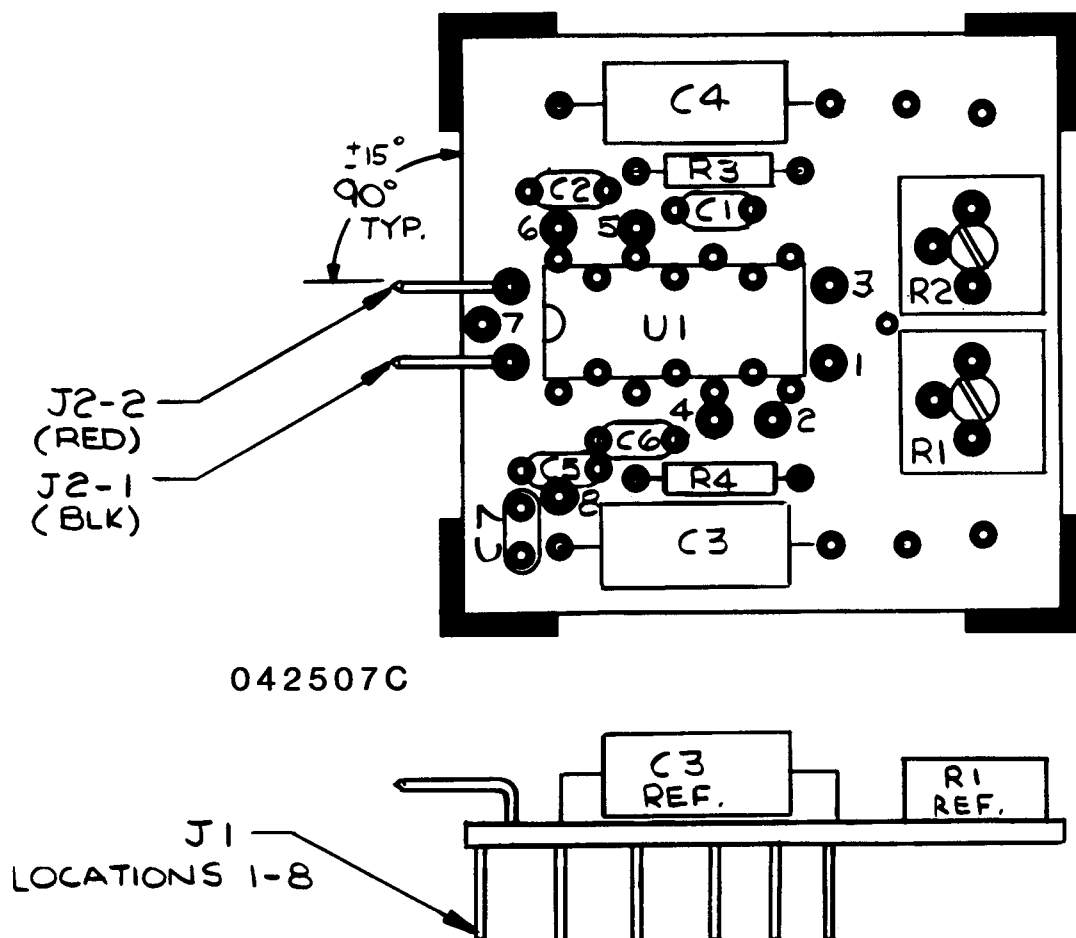 C4
±15°
90°
TYP.
R3
C2
C1
6
5
3
R2
7
U1
1
J2-2
(RED)
J2-1
(BLK)
4
2
R1
C6
C5
R4
8
C7
C3
042507C
C3
REF.
R1
REF.
J1
LOCATIONS 1-8